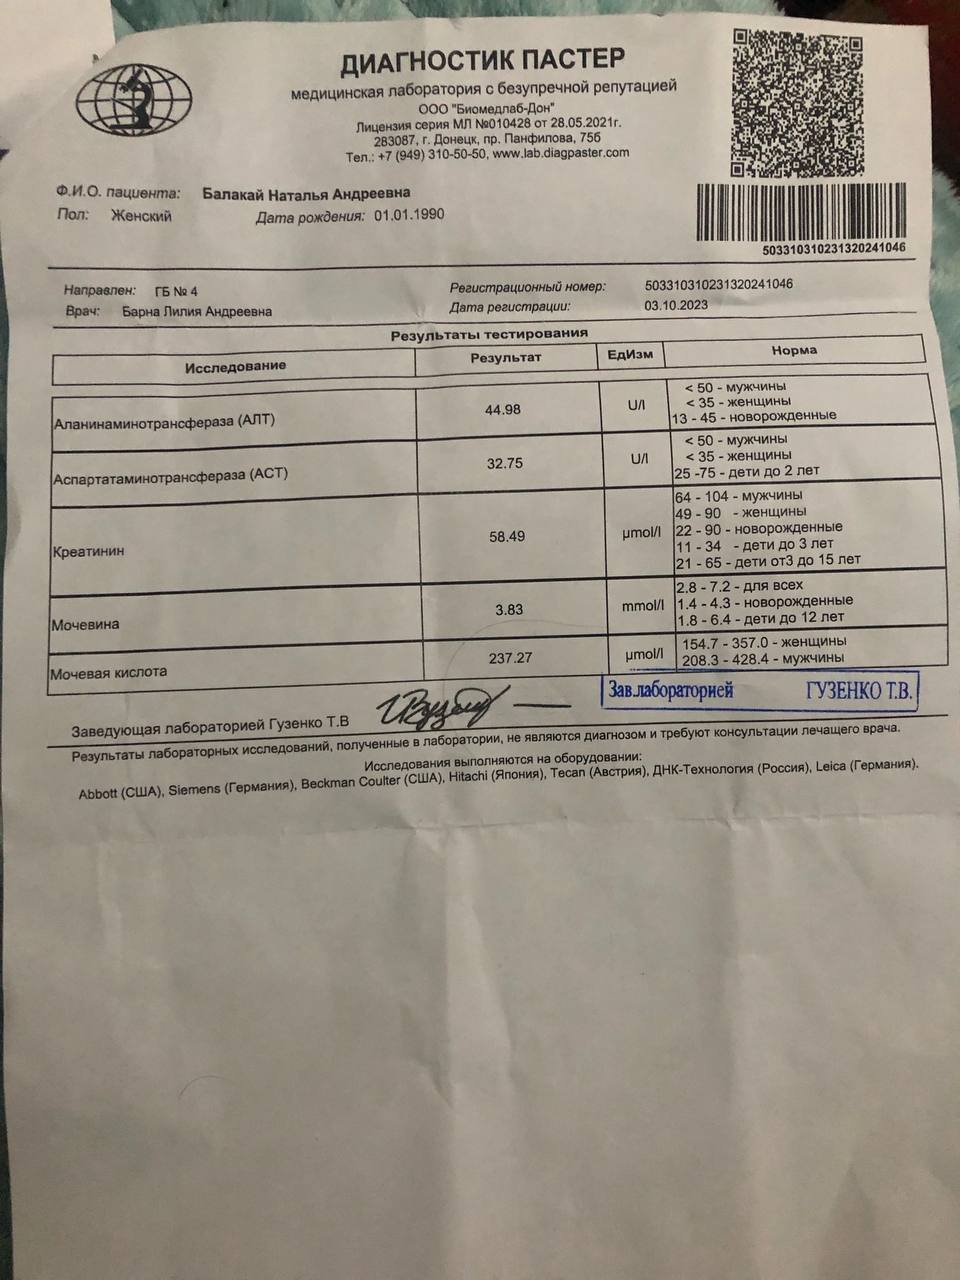 ДИАГНОСТИК ПАСТЕР
медицинская лаборатория с безупречной репутацией
ООО "Биомедлаб-Дон"
Лицензия серия МЛ №010428 от 28.05.2021г.
283087, г. Донецк, пр. Панфилова, 75б
Тел.: +7 (949) 310-50-50, www.lab.diagpaster.com
Ф.И.О. пациента: Балакай Наталья Андреевна
Пол: Женский Дата рождения: 01.01.1990
503310310231320241046
Направлен: ГБ № 4 Регистрационный номер: 503310310231320241046
Врач: Барна Лилия Андреевна Дата регистрации: 03.10.2023
Результаты тестирования
Исследование Результат ЕдИзм Норма
Аланинаминотрансфераза (АЛТ) 44.98 U/l < 50 - мужчины
< 35 - женщины
13 - 45 - новорожденные
Аспартатаминотрансфераза (АСТ) 32.75 U/l < 50 - мужчины
< 35 - женщины
25 -75 - дети до 2 лет
Креатинин 58.49 µmol/l 64 - 104 - мужчины
49 - 90 - женщины
22 - 90 - новорожденные
11 - 34 - дети до 3 лет
21 - 65 - дети от3 до 15 лет
Мочевина 3.83 mmol/l 2.8 - 7.2 - для всех
1.4 - 4.3 - новорожденные
1.8 - 6.4 - дети до 12 лет
Мочевая кислота 237.27 µmol/l 154.7 - 357.0 - женщины
208.3 - 428.4 - мужчины
Зав.лабораторией ГУЗЕНКО Т.В.
Заведующая лабораторией Гузенко Т.В
Результаты лабораторных исследований, полученные в лаборатории, не являются диагнозом и требуют консультации лечащего врача.
Исследования выполняются на оборудовании:
Abbott (США), Siemens (Германия), Beckman Coulter (США), Hitachi (Япония), Tecan (Австрия), ДНК-Технология (Россия), Leica (Германия).